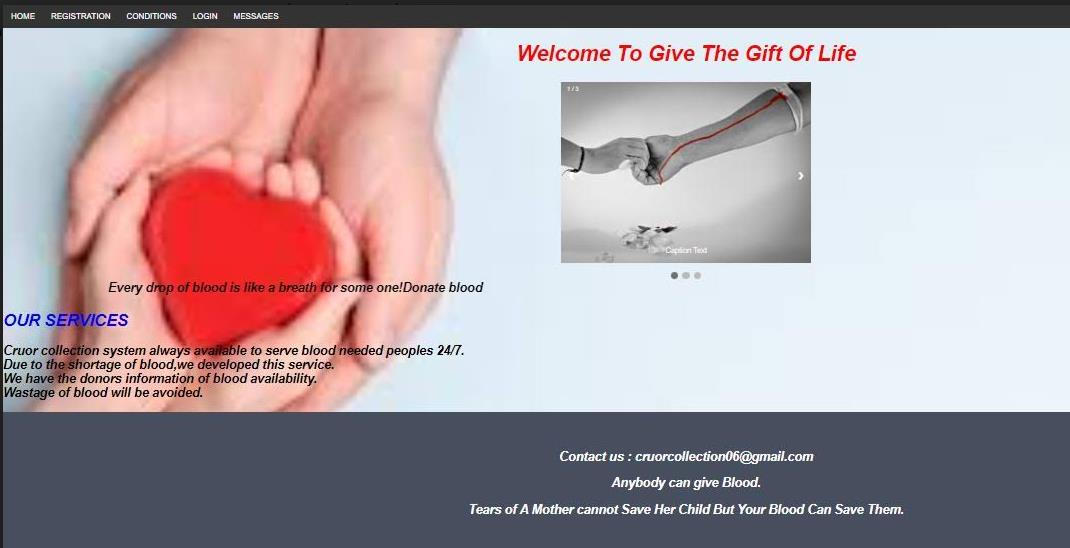 HOME REGISTRATION CONDITIONS LOGIN MESSAGES
Welcome To Give The Gift Of Life
1 / 3
❯
Caption Text
Every drop of blood is like a breath for some one!Donate blood
OUR SERVICES
Cruor collection system always available to serve blood needed peoples 24/7.
Due to the shortage of blood,we developed this service.
We have the donors information of blood availability.
Wastage of blood will be avoided.
Contact us : cruorcollection06@gmail.com
Anybody can give Blood.
Tears of A Mother cannot Save Her Child But Your Blood Can Save Them.